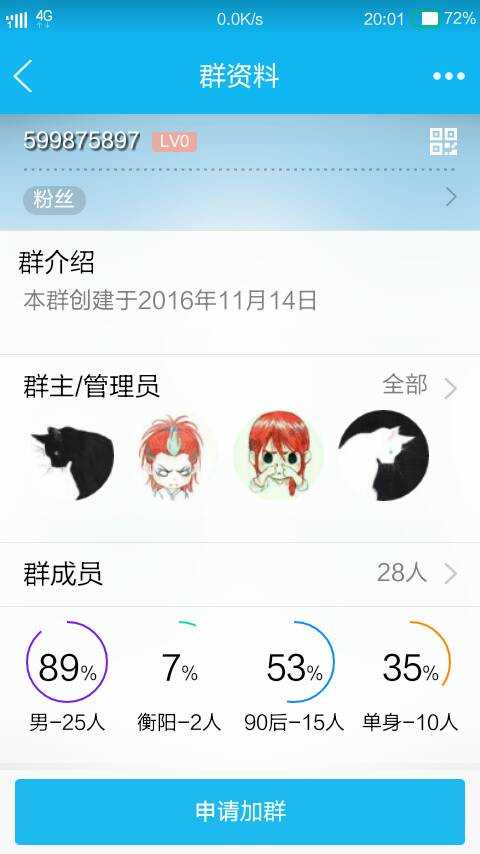 4G 0.0K/s 20:01 72%
群资料
599875897 LV0
粉丝
群介绍
本群创建于2016年11月14日
群主/管理员 全部
群成员 28人
89% 7% 53% 35%
男-25人 衡阳-2人 90后-15人 单身-10人
申请加群